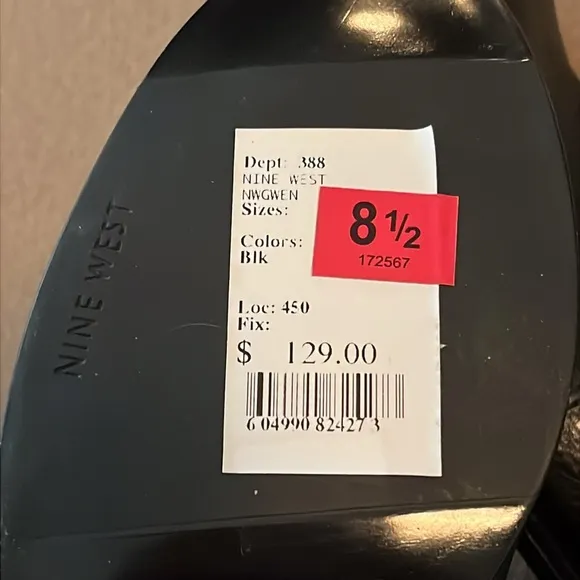 NINE WEST
Dept: 388
NINE WEST
NWGWEN
Sizes:
8 1/2
172567
Colors:
Blk
Loc: 450
Fix:
$ 129.00
6 04990 82427 3